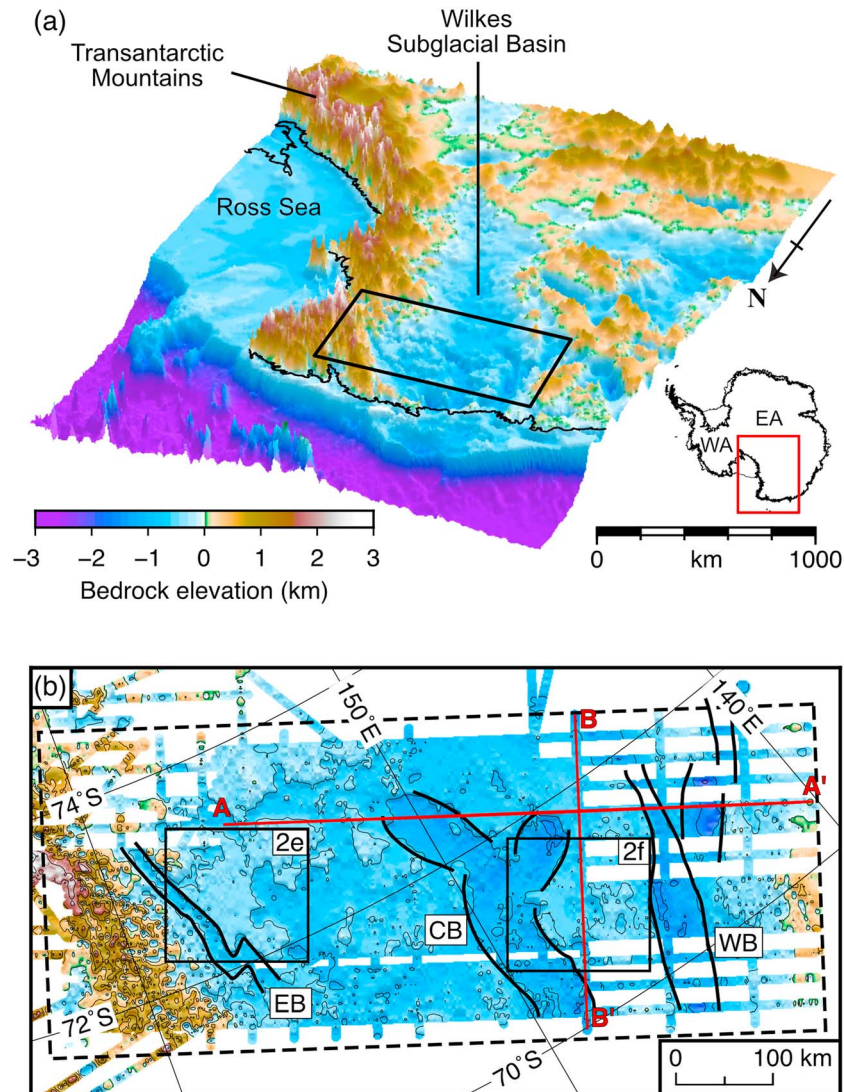 (a)
Wilkes
Subglacial Basin
Transantarctic
Mountains
Ross Sea
N
EA
WA
−3 −2 −1 0 1 2 3
Bedrock elevation (km)
0 km 1000
(b)
150°E
140°E
B
74°S
A
A'
2e
2f
CB
WB
EB
72°S
B'
70°S
0 100 km